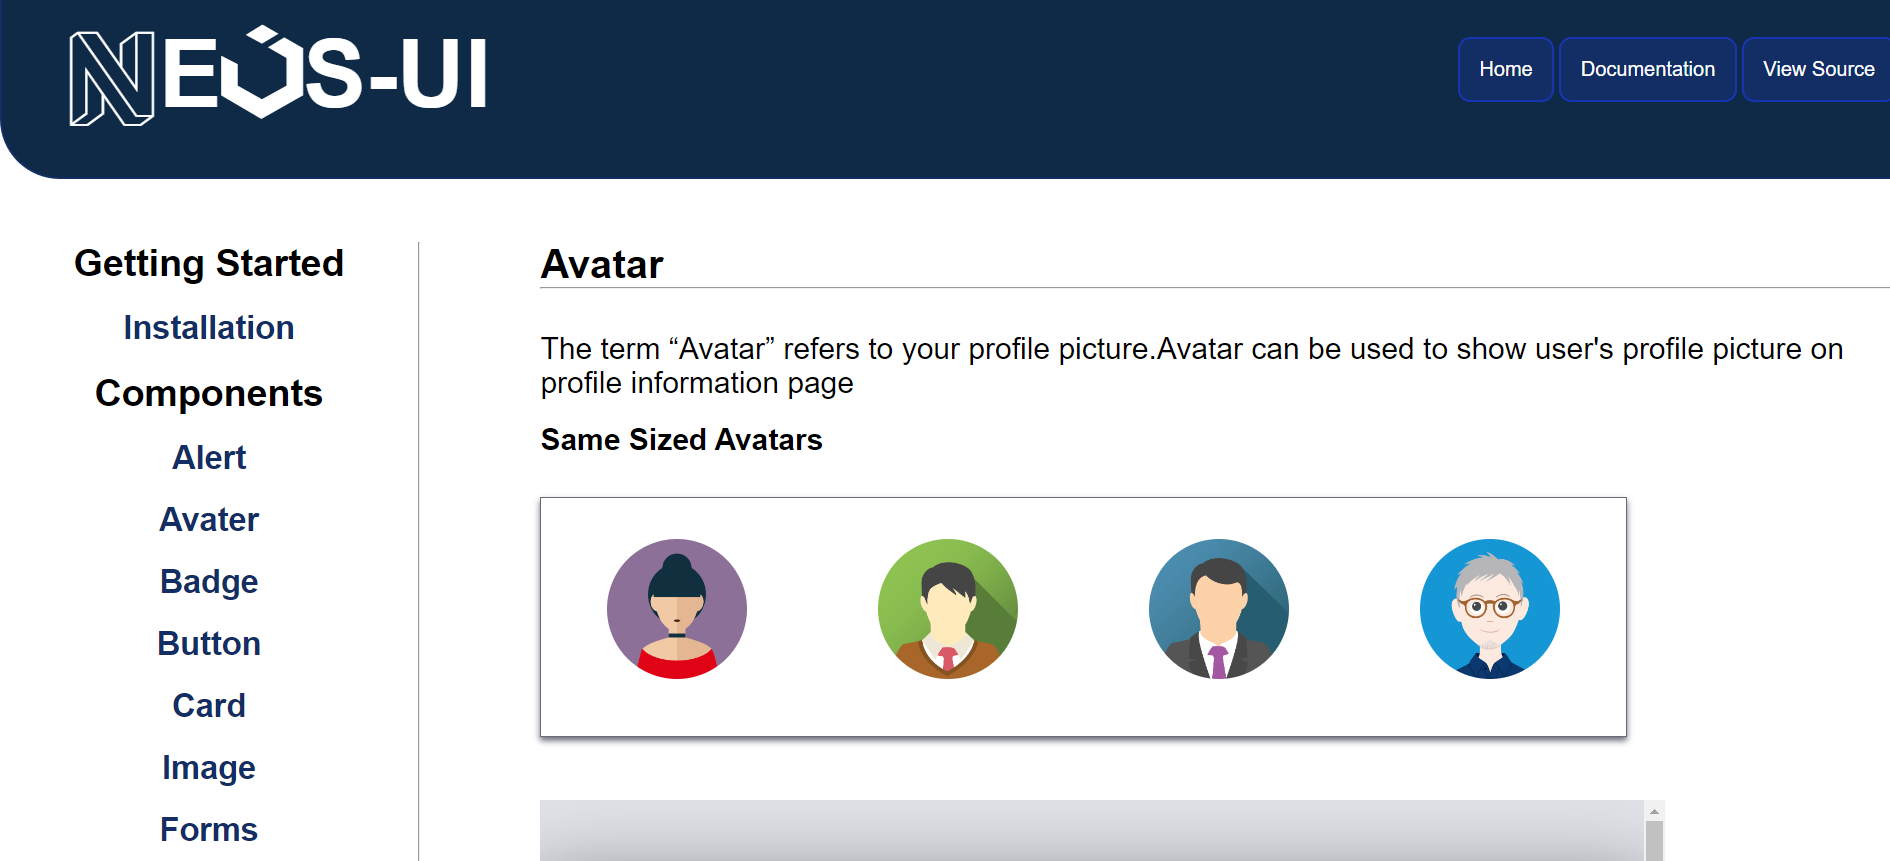 NEOS-UI
Home
Documentation
View Source
Getting Started
Installation
Components
Alert
Avater
Badge
Button
Card
Image
Forms
Avatar
The term “Avatar” refers to your profile picture.Avatar can be used to show user's profile picture on
profile information page
Same Sized Avatars